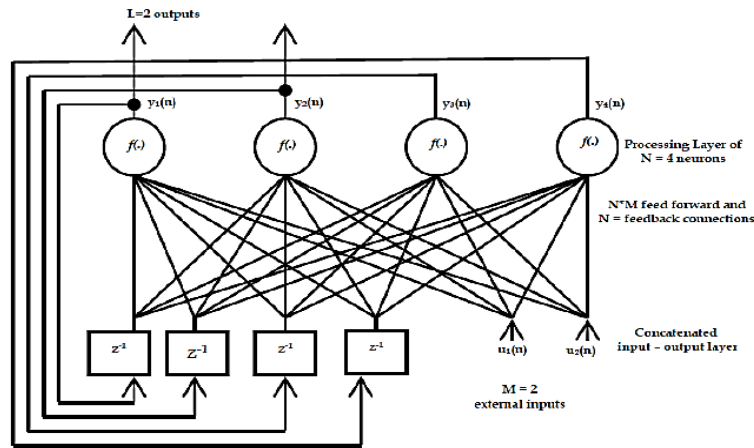 L=2 outputs
y₁(n)
y₂(n)
y₃(n)
y₄(n)
f(.)
f(.)
f(.)
f(.)
Processing Layer of
N = 4 neurons
N*M feed forward and
N = feedback connections
z⁻¹
Z⁻¹
z⁻¹
z⁻¹
u₁(n)
u₂(n)
Concatenated
input – output layer
M = 2
external inputs